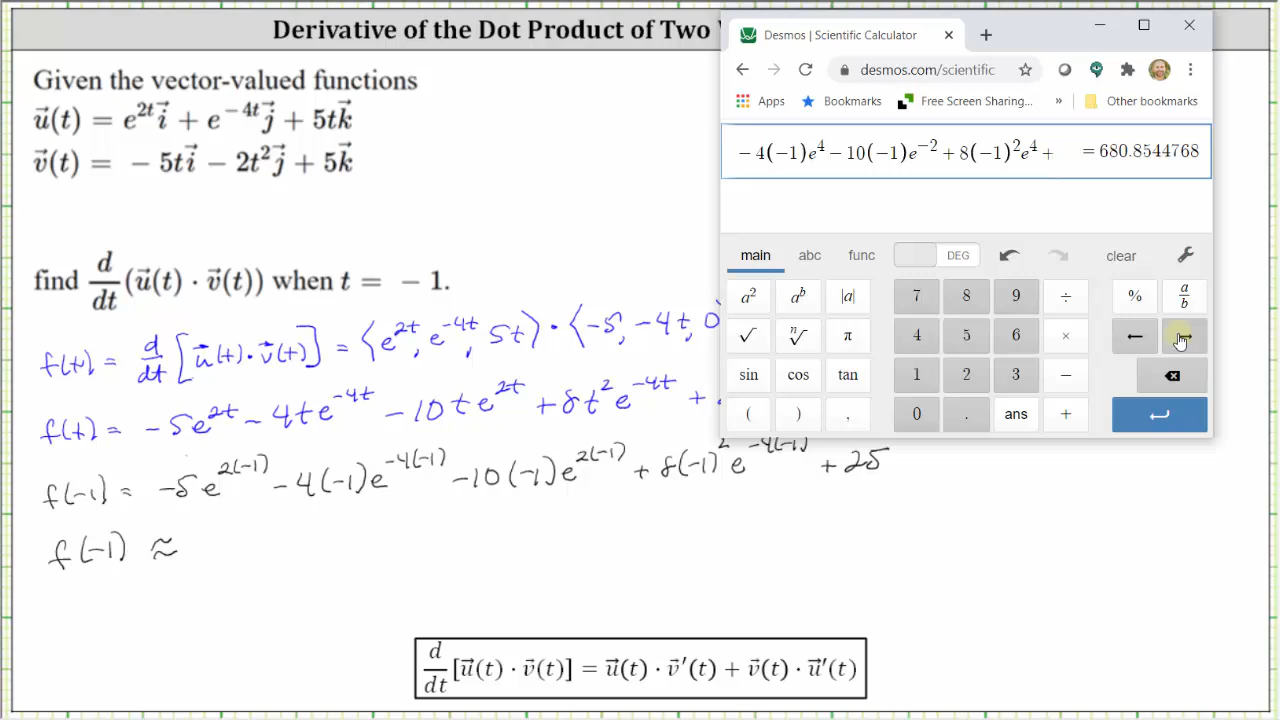 Derivative of the Dot Product of Two
Given the vector-valued functions
u⃗(t) = e^{2t}i⃗ + e^{-4t}j⃗ + 5tk⃗
v⃗(t) = -5ti⃗ - 2t²j⃗ + 5k⃗
find d/dt (u⃗(t) · v⃗(t)) when t = -1.
f(t) = d/dt [u⃗(t)·v⃗(t)] = ⟨e^{2t}, e^{-4t}, 5t⟩ · ⟨-5, -4t, 0
f(t) = -5e^{2t} - 4te^{-4t} - 10te^{2t} + 8t²e^{-4t} +
f(-1) = -5e^{2(-1)} - 4(-1)e^{-4(-1)} - 10(-1)e^{2(-1)} + 8(-1)²e^{-4(-1)} + 25
f(-1) ≈
d/dt [u⃗(t) · v⃗(t)] = u⃗(t) · v⃗'(t) + v⃗(t) · u⃗'(t)
Desmos | Scientific Calculator
desmos.com/scientific
Apps Bookmarks Free Screen Sharing... » Other bookmarks
-4(-1)e⁴ - 10(-1)e⁻² + 8(-1)²e⁴ + = 680.8544768
main abc func DEG clear
a² a^b |a| 7 8 9 ÷ % a/b
√ ⁿ√ π 4 5 6 × ← →
sin cos tan 1 2 3 −
( ) , 0 . ans +